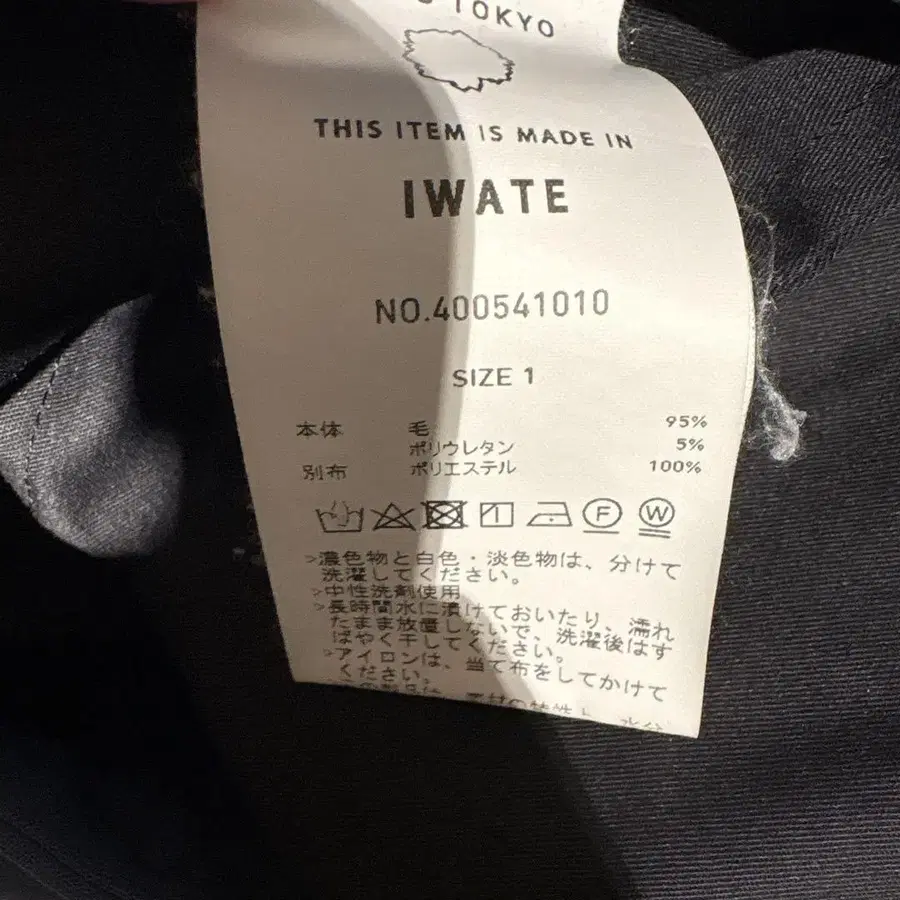 TOKYO
THIS ITEM IS MADE IN
IWATE
NO.400541010
SIZE 1
本体 毛 95%
ポリウレタン 5%
別布 ポリエステル 100%
F W
>濃色物と白色・淡色物は、分けて
洗濯してください。
>中性洗剤使用
>長時間水に漬けておいたり、濡れ
たまま放置しないで、洗濯後はす
ばやく干してください。
>アイロンは、当て布をしてかけて
ください。